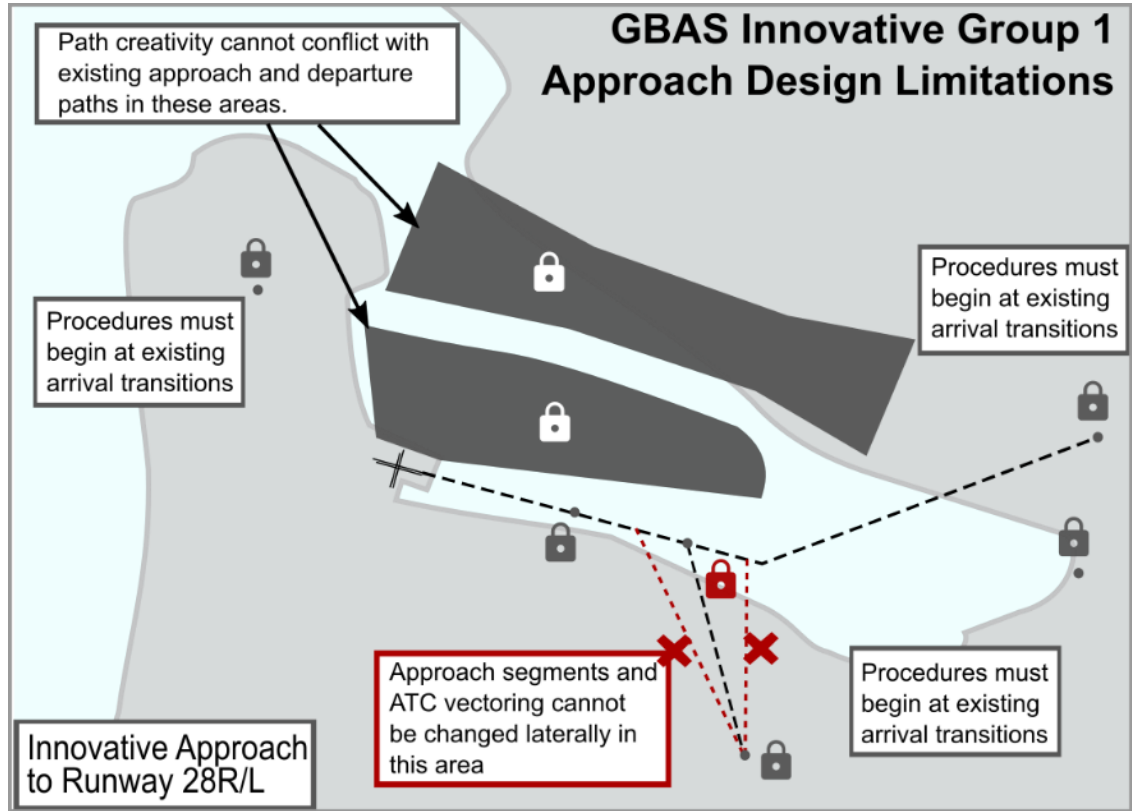 GBAS Innovative Group 1
Approach Design Limitations
Path creativity cannot conflict with
existing approach and departure
paths in these areas.
Procedures must
begin at existing
arrival transitions
Procedures must
begin at existing
arrival transitions
Approach segments and
ATC vectoring cannot
be changed laterally in
this area
Procedures must
begin at existing
arrival transitions
Innovative Approach
to Runway 28R/L